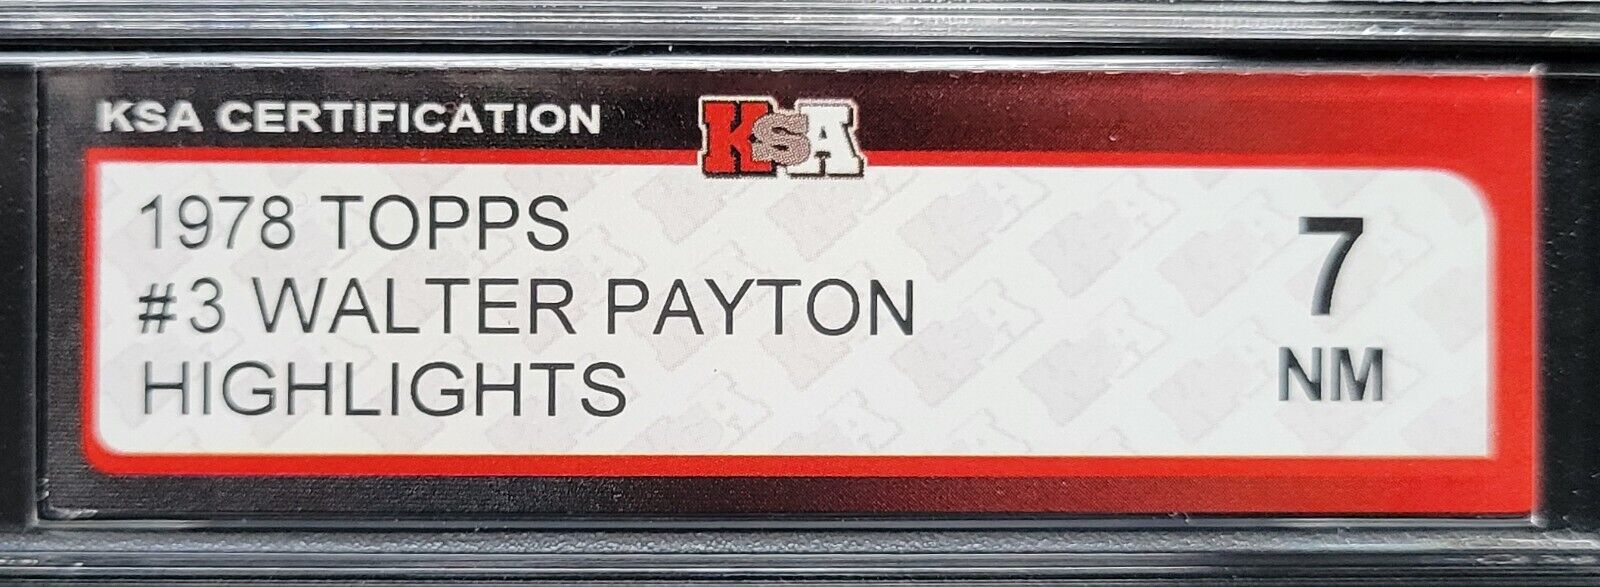 KSA CERTIFICATION
KSA
1978 TOPPS
#3 WALTER PAYTON
HIGHLIGHTS
7
NM